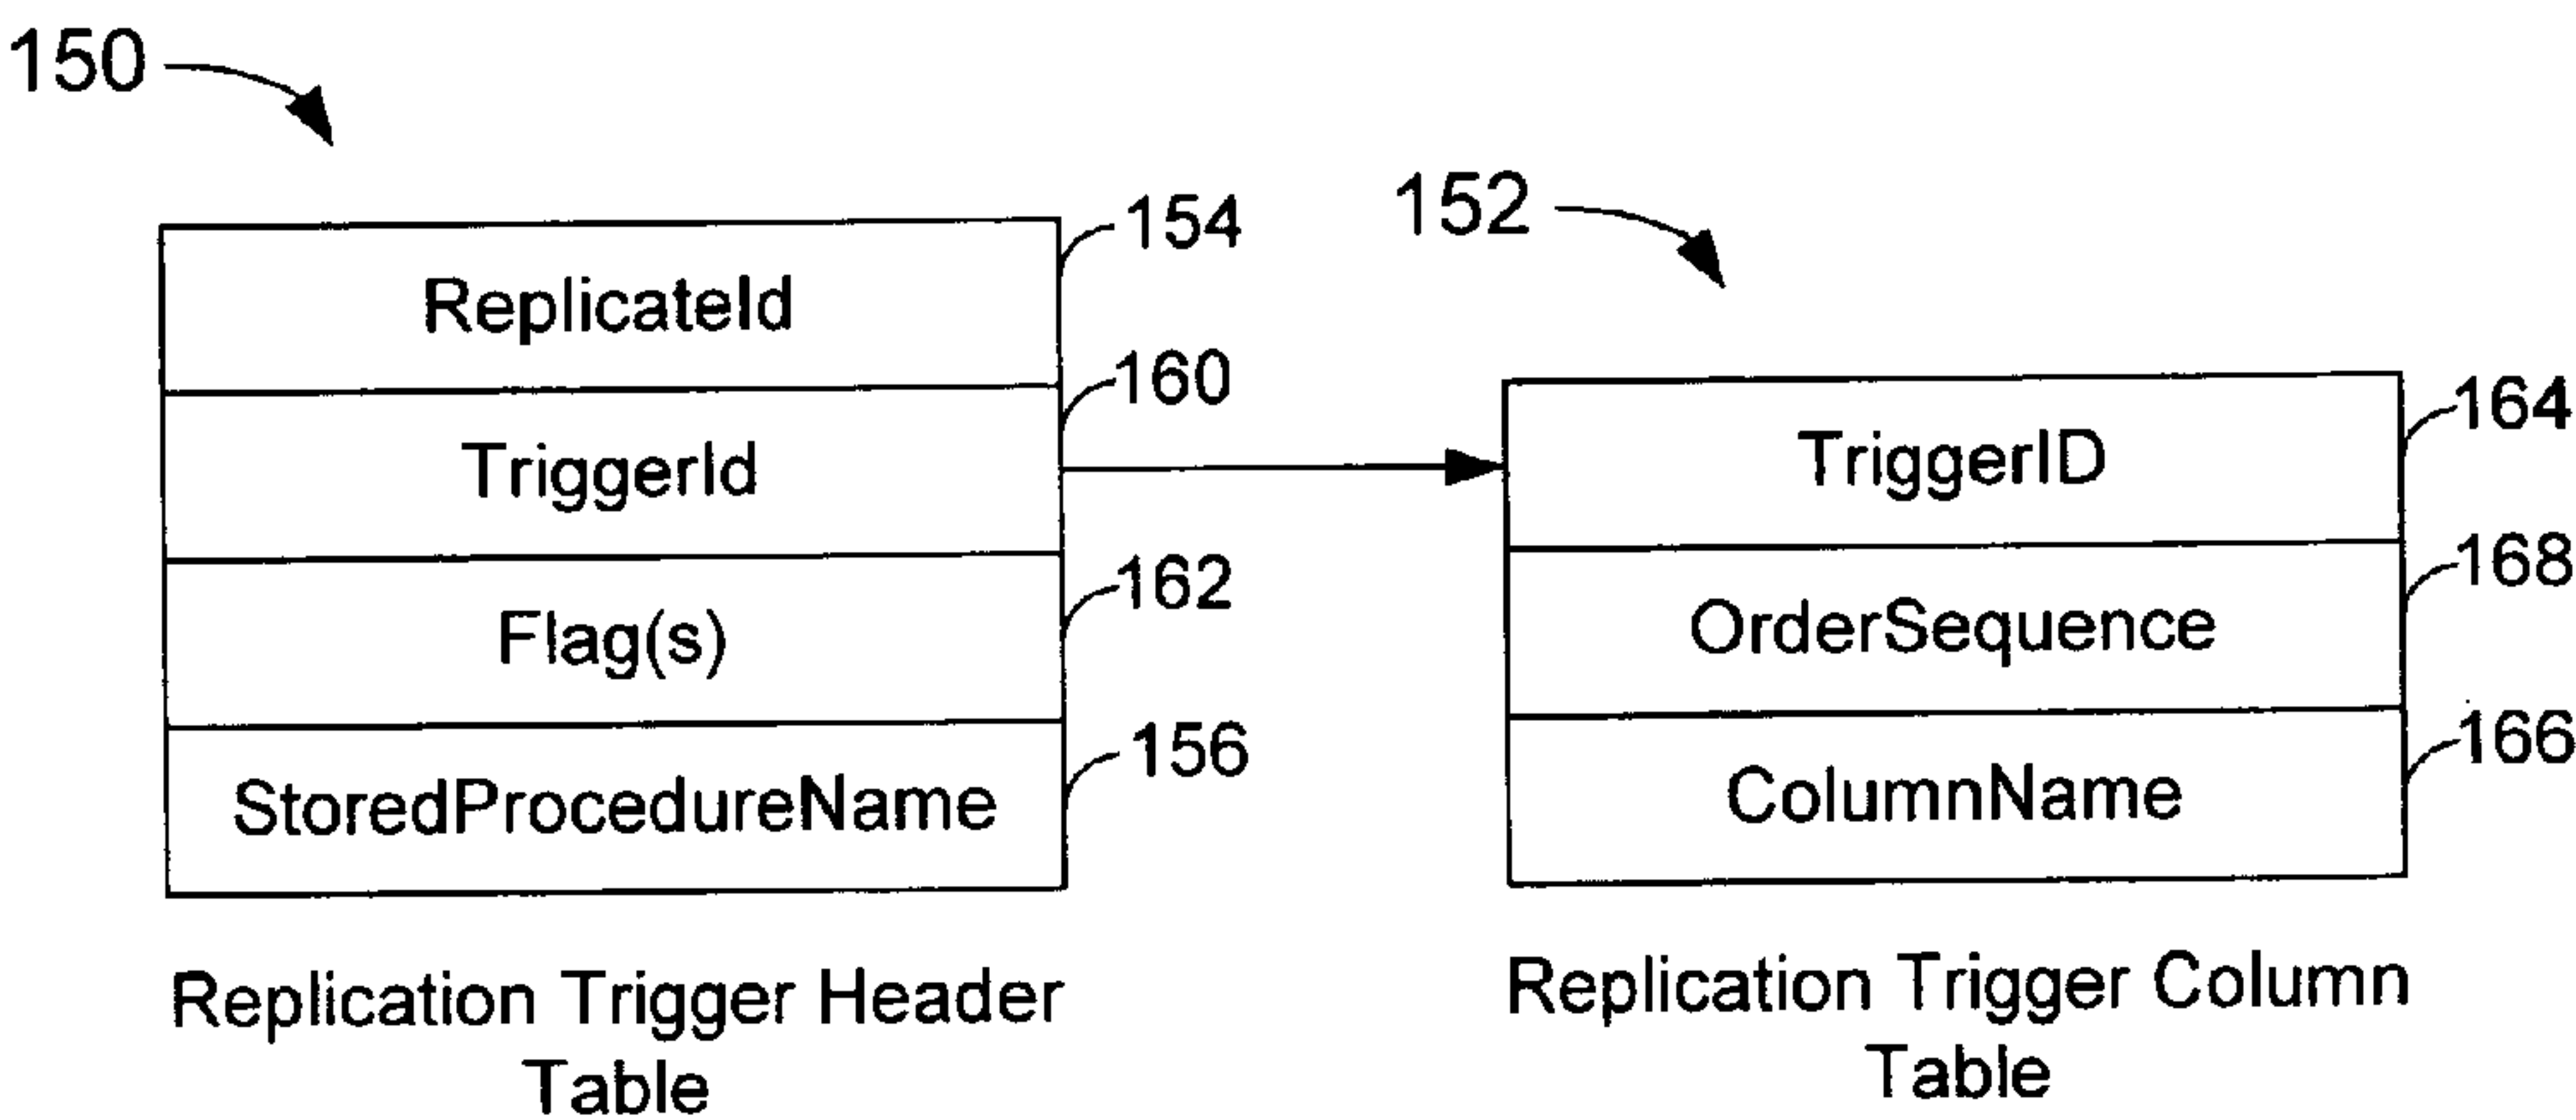 150
154
ReplicateId
160
TriggerId
162
Flag(s)
156
StoredProcedureName
Replication Trigger Header
Table
152
164
TriggerID
168
OrderSequence
166
ColumnName
Replication Trigger Column
Table